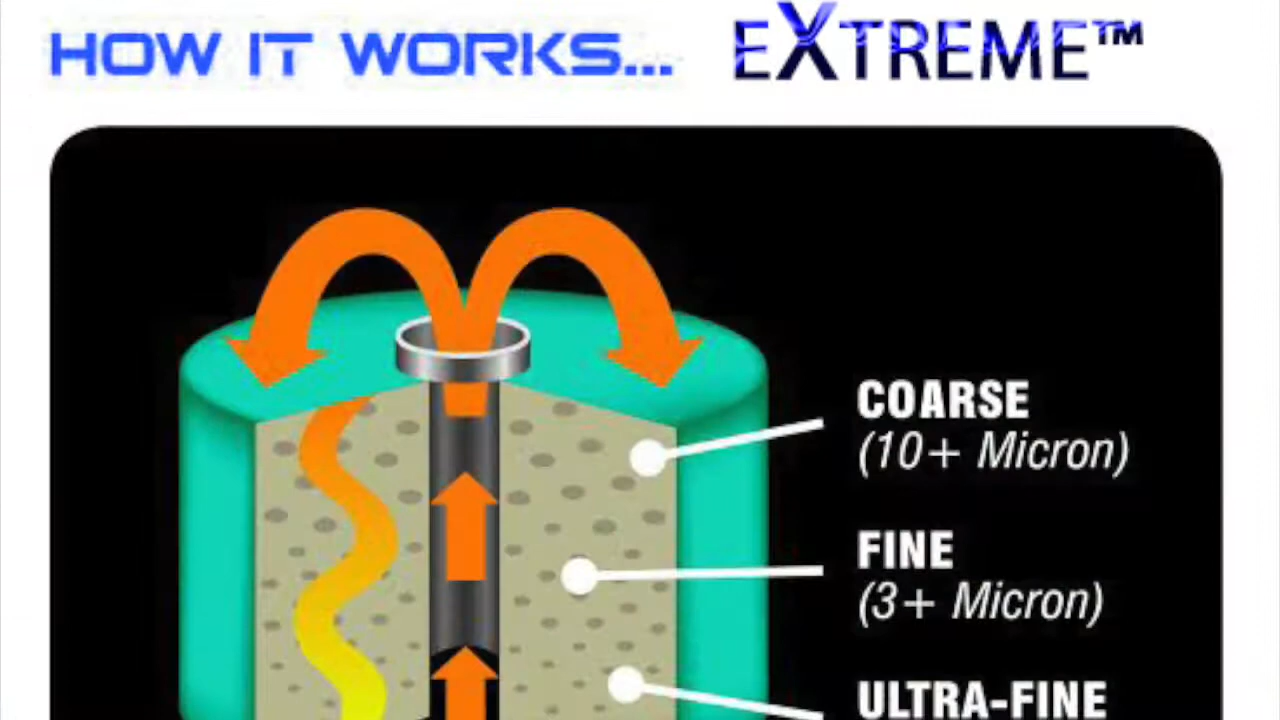 HOW IT WORKS... EXTREME™
COARSE
(10+ Micron)
FINE
(3+ Micron)
ULTRA-FINE